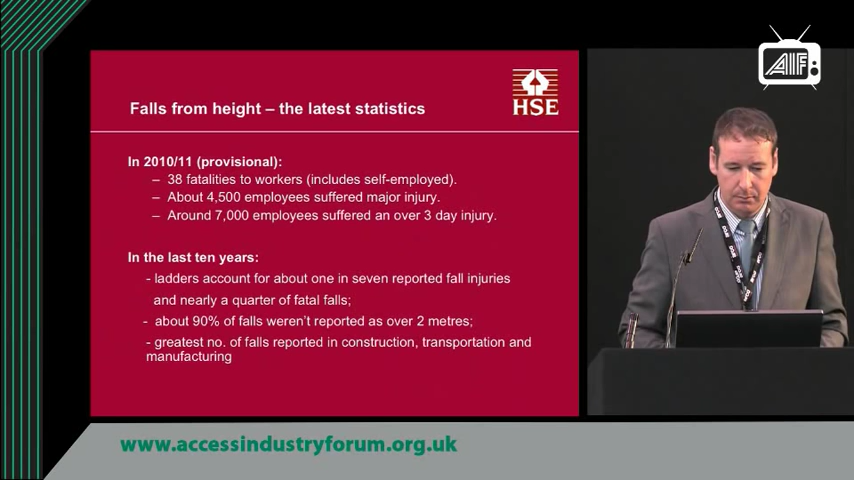 AIF
HSE
Falls from height – the latest statistics
In 2010/11 (provisional):
– 38 fatalities to workers (includes self-employed).
– About 4,500 employees suffered major injury.
– Around 7,000 employees suffered an over 3 day injury.
In the last ten years:
- ladders account for about one in seven reported fall injuries
and nearly a quarter of fatal falls;
- about 90% of falls weren't reported as over 2 metres;
- greatest no. of falls reported in construction, transportation and
manufacturing
www.accessindustryforum.org.uk